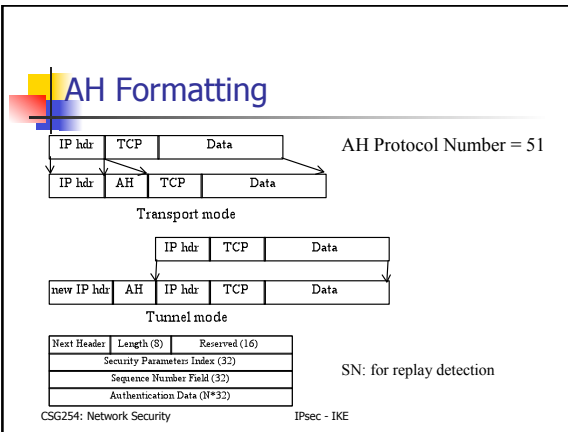 AH Formatting
IP hdr TCP Data
AH Protocol Number = 51
IP hdr AH TCP Data
Transport mode
IP hdr TCP Data
new IP hdr AH IP hdr TCP Data
Tunnel mode
Next Header Length (8) Reserved (16)
Security Parameters Index (32)
Sequence Number Field (32)
SN: for replay detection
Authentication Data (N*32)
CSG254: Network Security IPsec - IKE